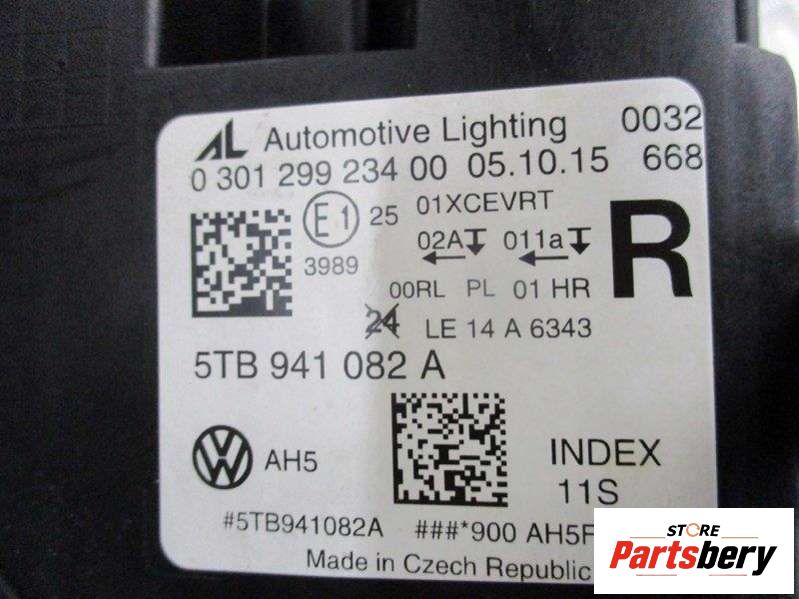 AL Automotive Lighting 0032
0 301 299 234 00 05.10.15 668
E1 25 01XCEVRT
3989 02A 011a R
00RL PL 01 HR
24 LE 14 A 6343
5TB 941 082 A
VW AH5 INDEX
11S
#5TB941082A ###*900 AH5
Made in Czech Republic
STORE
Partsbery